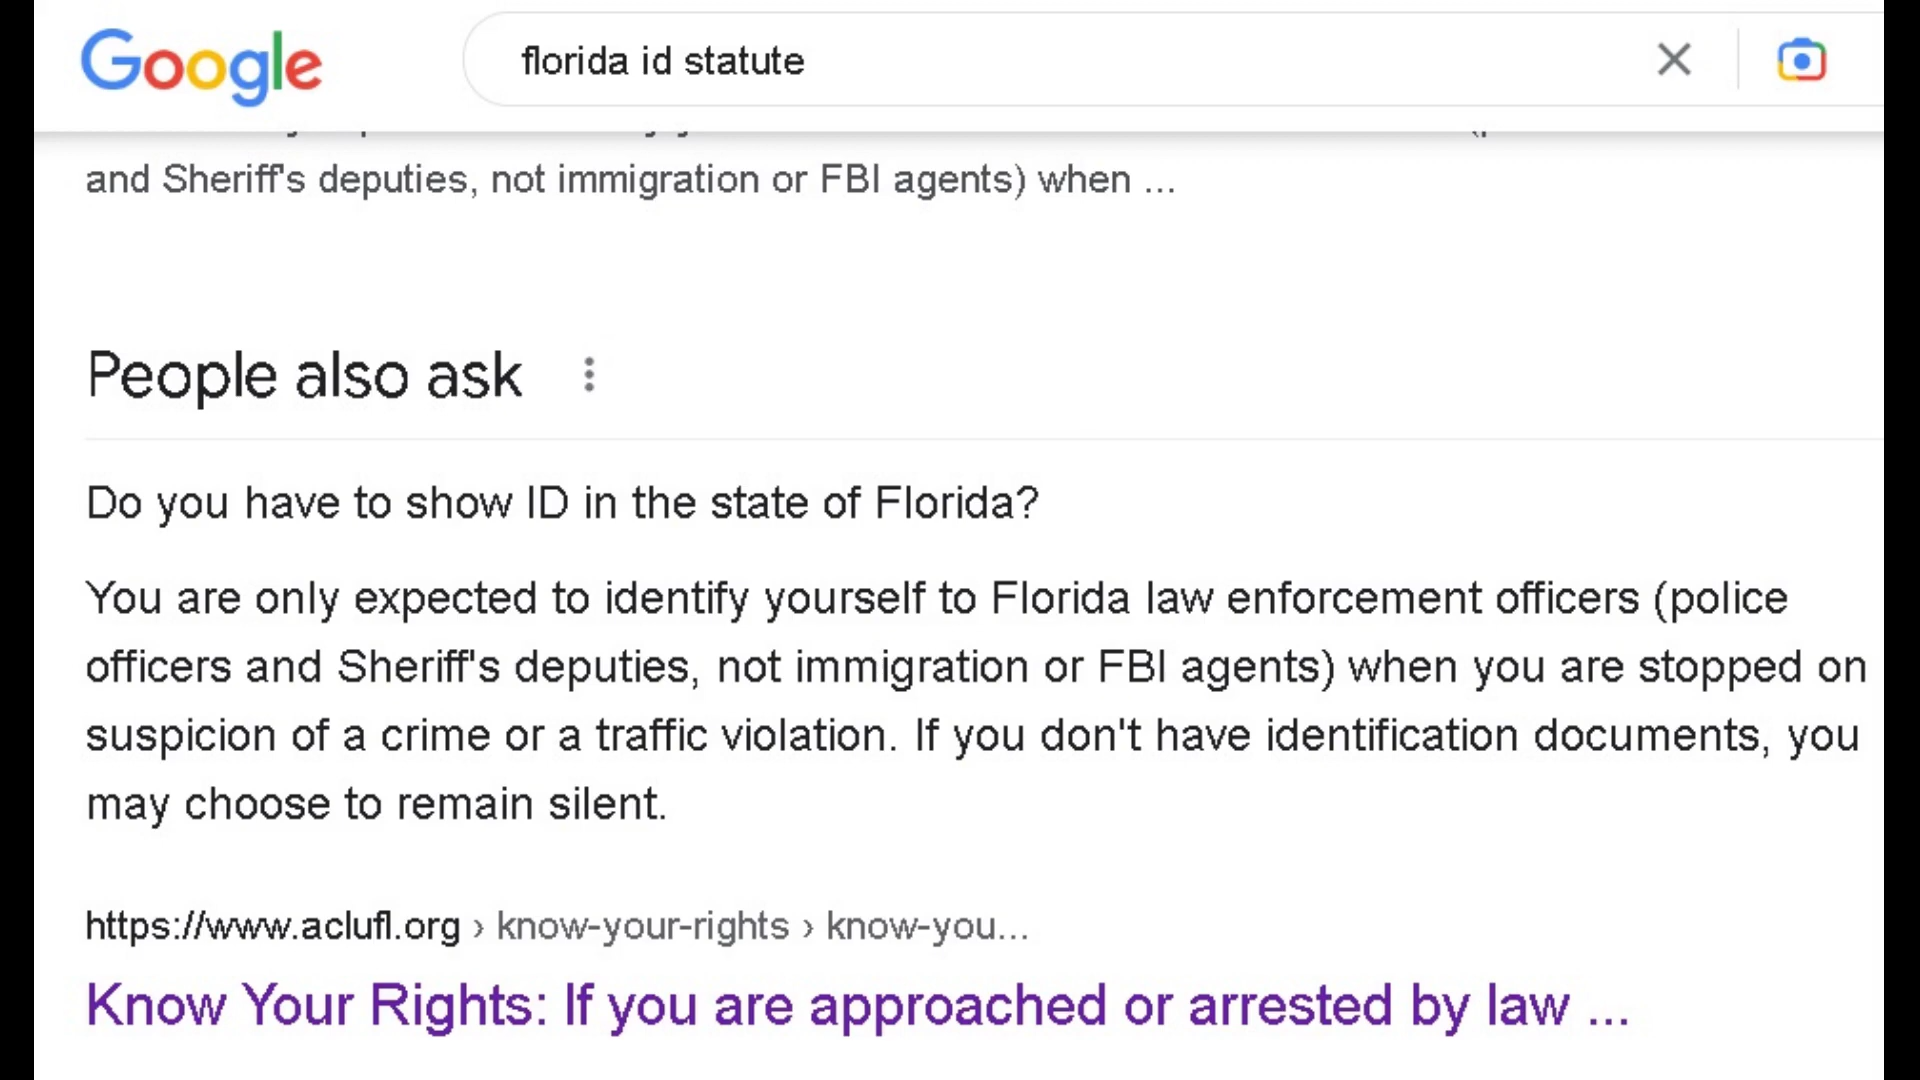 Google
florida id statute
and Sheriff's deputies, not immigration or FBI agents) when ...
People also ask
Do you have to show ID in the state of Florida?
You are only expected to identify yourself to Florida law enforcement officers (police
officers and Sheriff's deputies, not immigration or FBI agents) when you are stopped on
suspicion of a crime or a traffic violation. If you don't have identification documents, you
may choose to remain silent.
https://www.aclufl.org › know-your-rights › know-you...
Know Your Rights: If you are approached or arrested by law ...